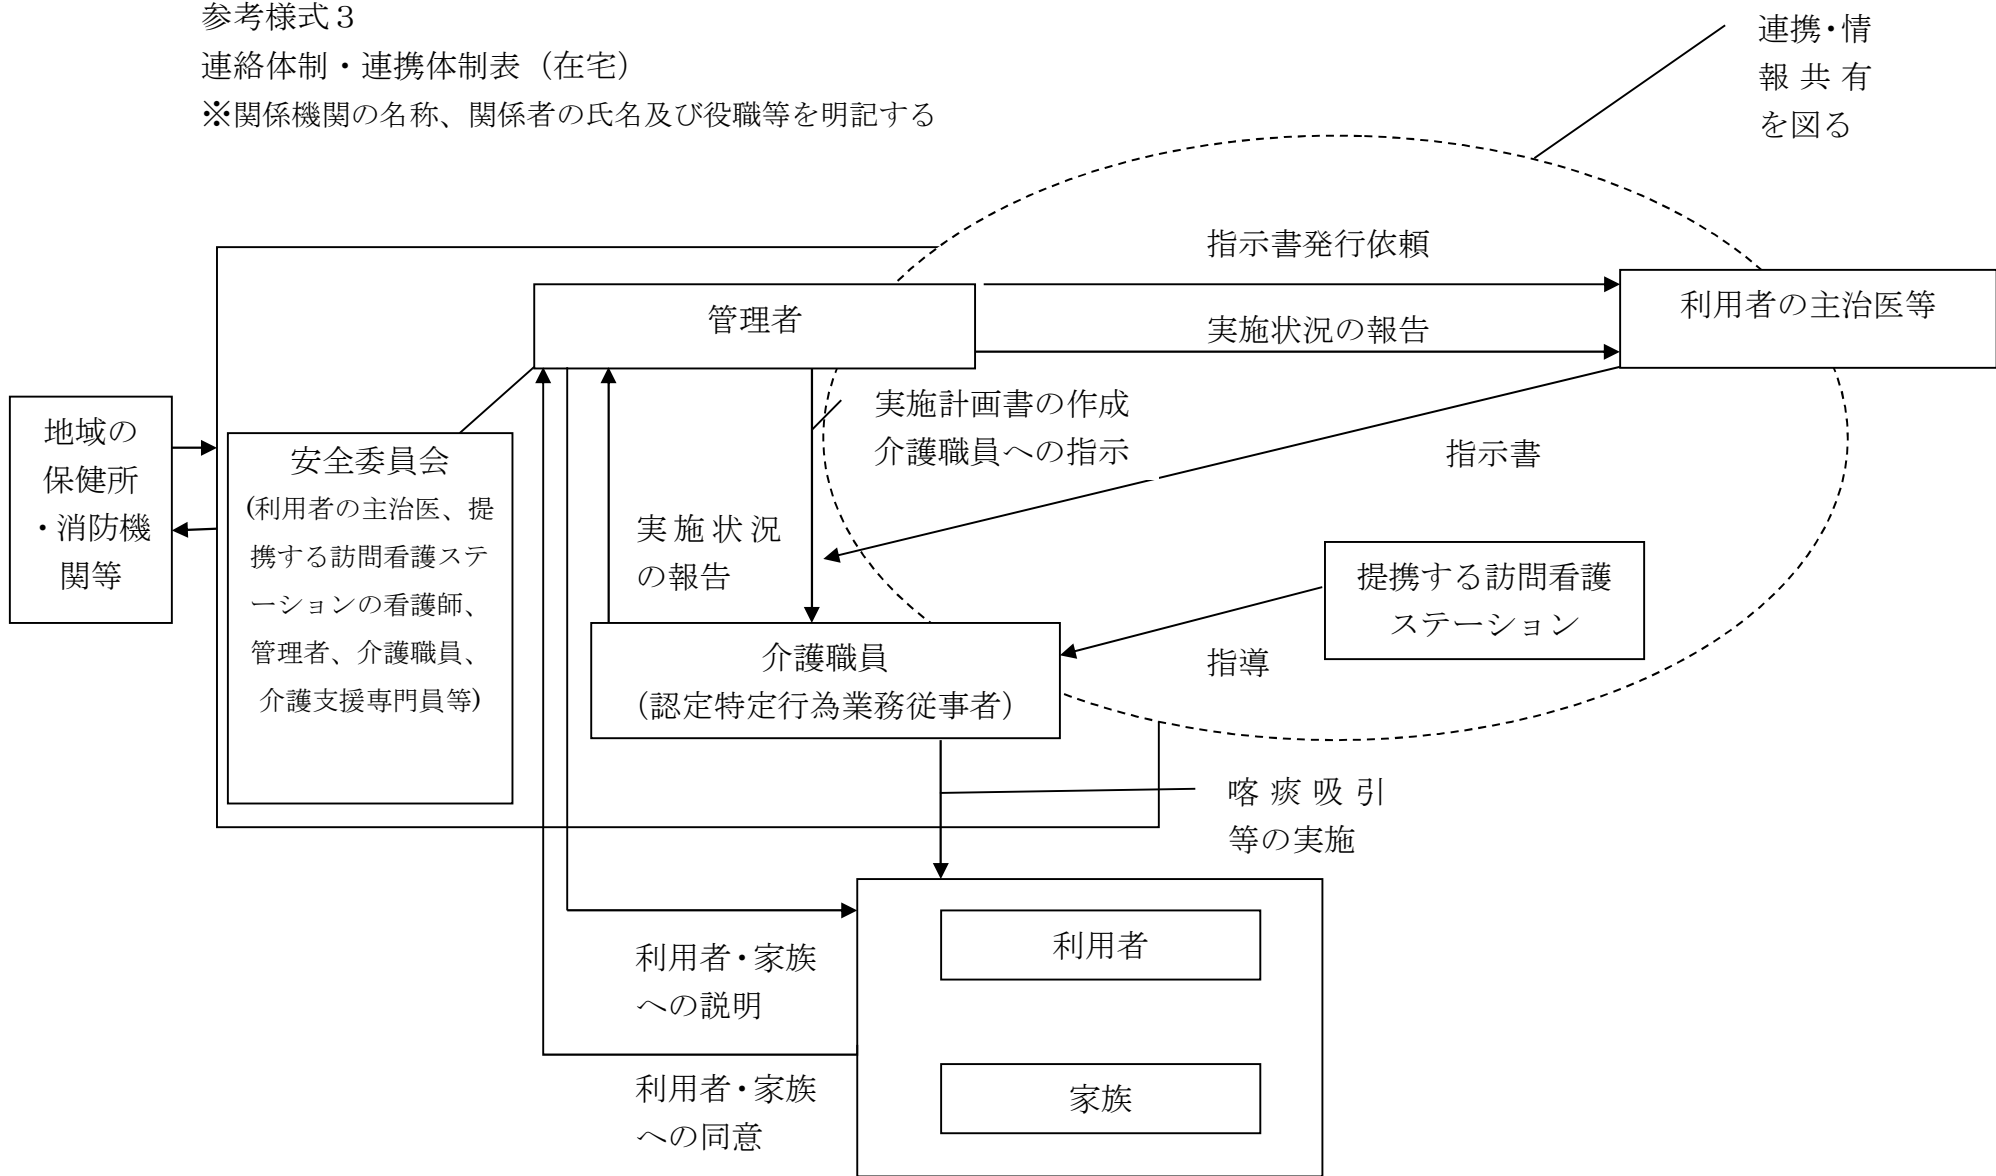 参考様式３
連絡体制・連携体制表（在宅）
※関係機関の名称、関係者の氏名及び役職等を明記する
連携・情
報共有
を図る
指示書発行依頼
管理者
利用者の主治医等
実施状況の報告
地域の
保健所
・消防機
関等
安全委員会
(利用者の主治医、提
携する訪問看護ステ
ーションの看護師、
管理者、介護職員、
介護支援専門員等)
実施計画書の作成
介護職員への指示
指示書
実施状況
の報告
提携する訪問看護
ステーション
指導
介護職員
（認定特定行為業務従事者）
喀痰吸引
等の実施
利用者・家族
への説明
利用者
利用者・家族
への同意
家族